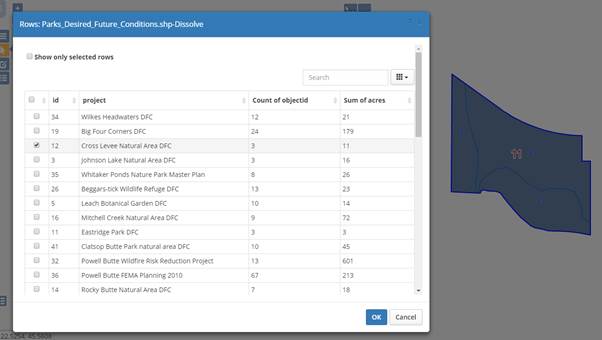 Rows: Parks_Desired_Future_Conditions.shp-Dissolve
Show only selected rows
Search
id project Count of objectid Sum of acres
34 Wilkes Headwaters DFC 12 21
19 Big Four Corners DFC 24 179
12 Cross Levee Natural Area DFC 3 11
3 Johnson Lake Natural Area DFC 3 16
35 Whitaker Ponds Nature Park Master Plan 8 26
26 Beggars-tick Wildlife Refuge DFC 13 23
5 Leach Botanical Garden DFC 10 14
16 Mitchell Creek Natural Area DFC 9 72
11 Eastridge Park DFC 3 3
41 Clatsop Butte Park natural area DFC 10 45
32 Powell Butte Wildfire Risk Reduction Project 13 601
36 Powell Butte FEMA Planning 2010 67 213
14 Rocky Butte Natural Area DFC 7 18
OK Cancel
11